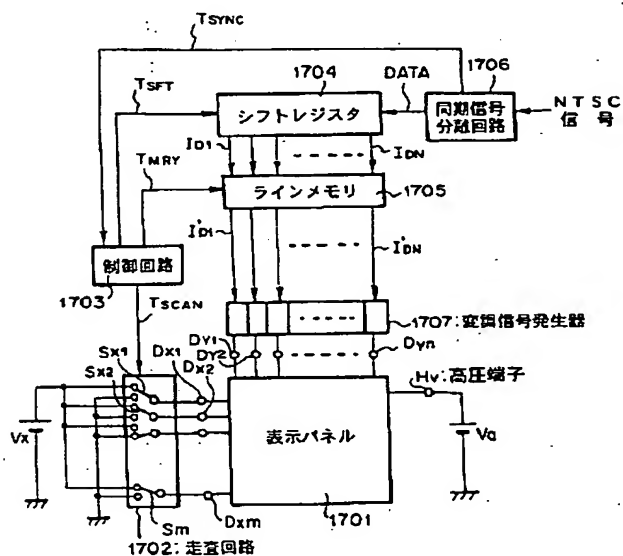 TSYNC
1704
DATA
1706
TSFT
シフトレジスタ
同期信号
分離回路
NTSC
信号
ID1
IDN
TMRY
ラインメモリ
1705
I'D1
I'DN
制御回路
1703
TSCAN
1707:変調信号発生器
DY1
DY2
Dyn
SX1
SX2
DX1
DX2
Hv:高圧端子
Vx
表示パネル
Va
Sm
Dxm
1701
1702:走査回路